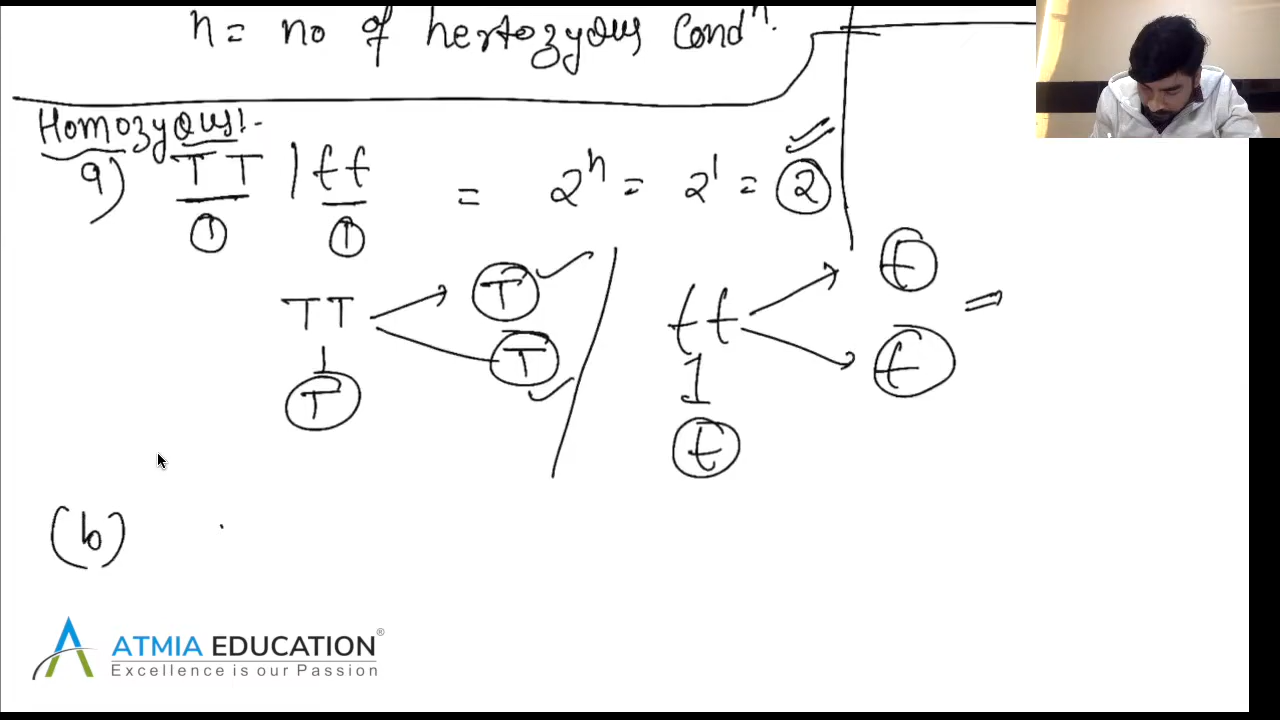 n = no of hertozyous Condⁿ.
Homozyous:-
a) TT | tt = 2ⁿ = 2¹ = 2
1 1
TT T T tt t t =
T t
(b)
ATMIA EDUCATION®
Excellence is our Passion